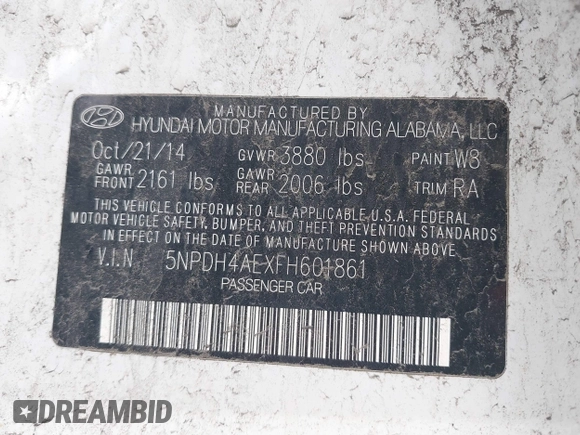 MANUFACTURED BY
HYUNDAI MOTOR MANUFACTURING ALABAMA, LLC
Oct/21/14 GVWR 3880 lbs PAINT W8
GAWR FRONT 2161 lbs GAWR REAR 2006 lbs TRIM RA
THIS VEHICLE CONFORMS TO ALL APPLICABLE U.S.A. FEDERAL
MOTOR VEHICLE SAFETY, BUMPER, AND THEFT PREVENTION STANDARDS
IN EFFECT ON THE DATE OF MANUFACTURE SHOWN ABOVE.
V.I.N 5NPDH4AEXFH601861
PASSENGER CAR
DREAMBID